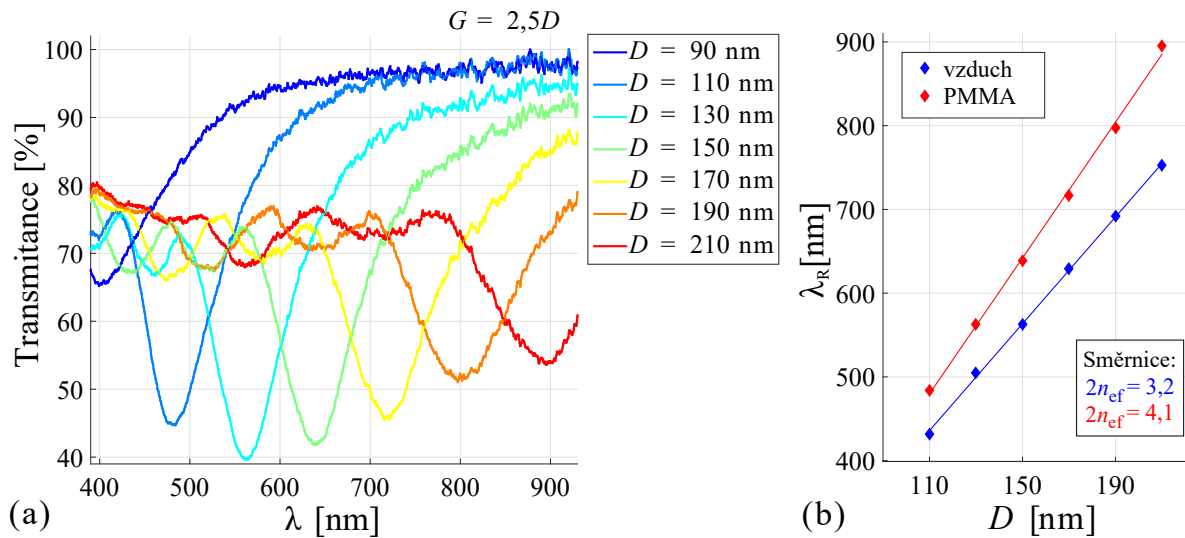 G = 2,5D
100
90
80
70
60
50
40
Transmitance [%]
400 500 600 700 800 900
λ [nm]
(a)
D = 90 nm
D = 110 nm
D = 130 nm
D = 150 nm
D = 170 nm
D = 190 nm
D = 210 nm
900
800
700
600
500
400
λR[nm]
vzduch
PMMA
Směrnice:
2nef = 3,2
2nef = 4,1
110 150 190
D [nm]
(b)